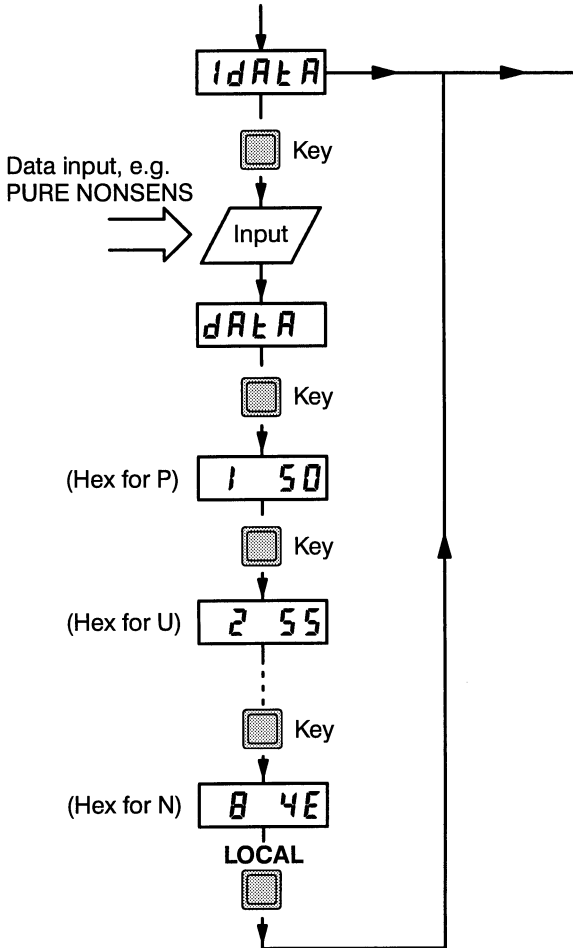 1dAtA
Key
Data input, e.g.
PURE NONSENS
Input
dAtA
Key
(Hex for P) 1 50
Key
(Hex for U) 2 55
Key
(Hex for N) 8 4E
LOCAL